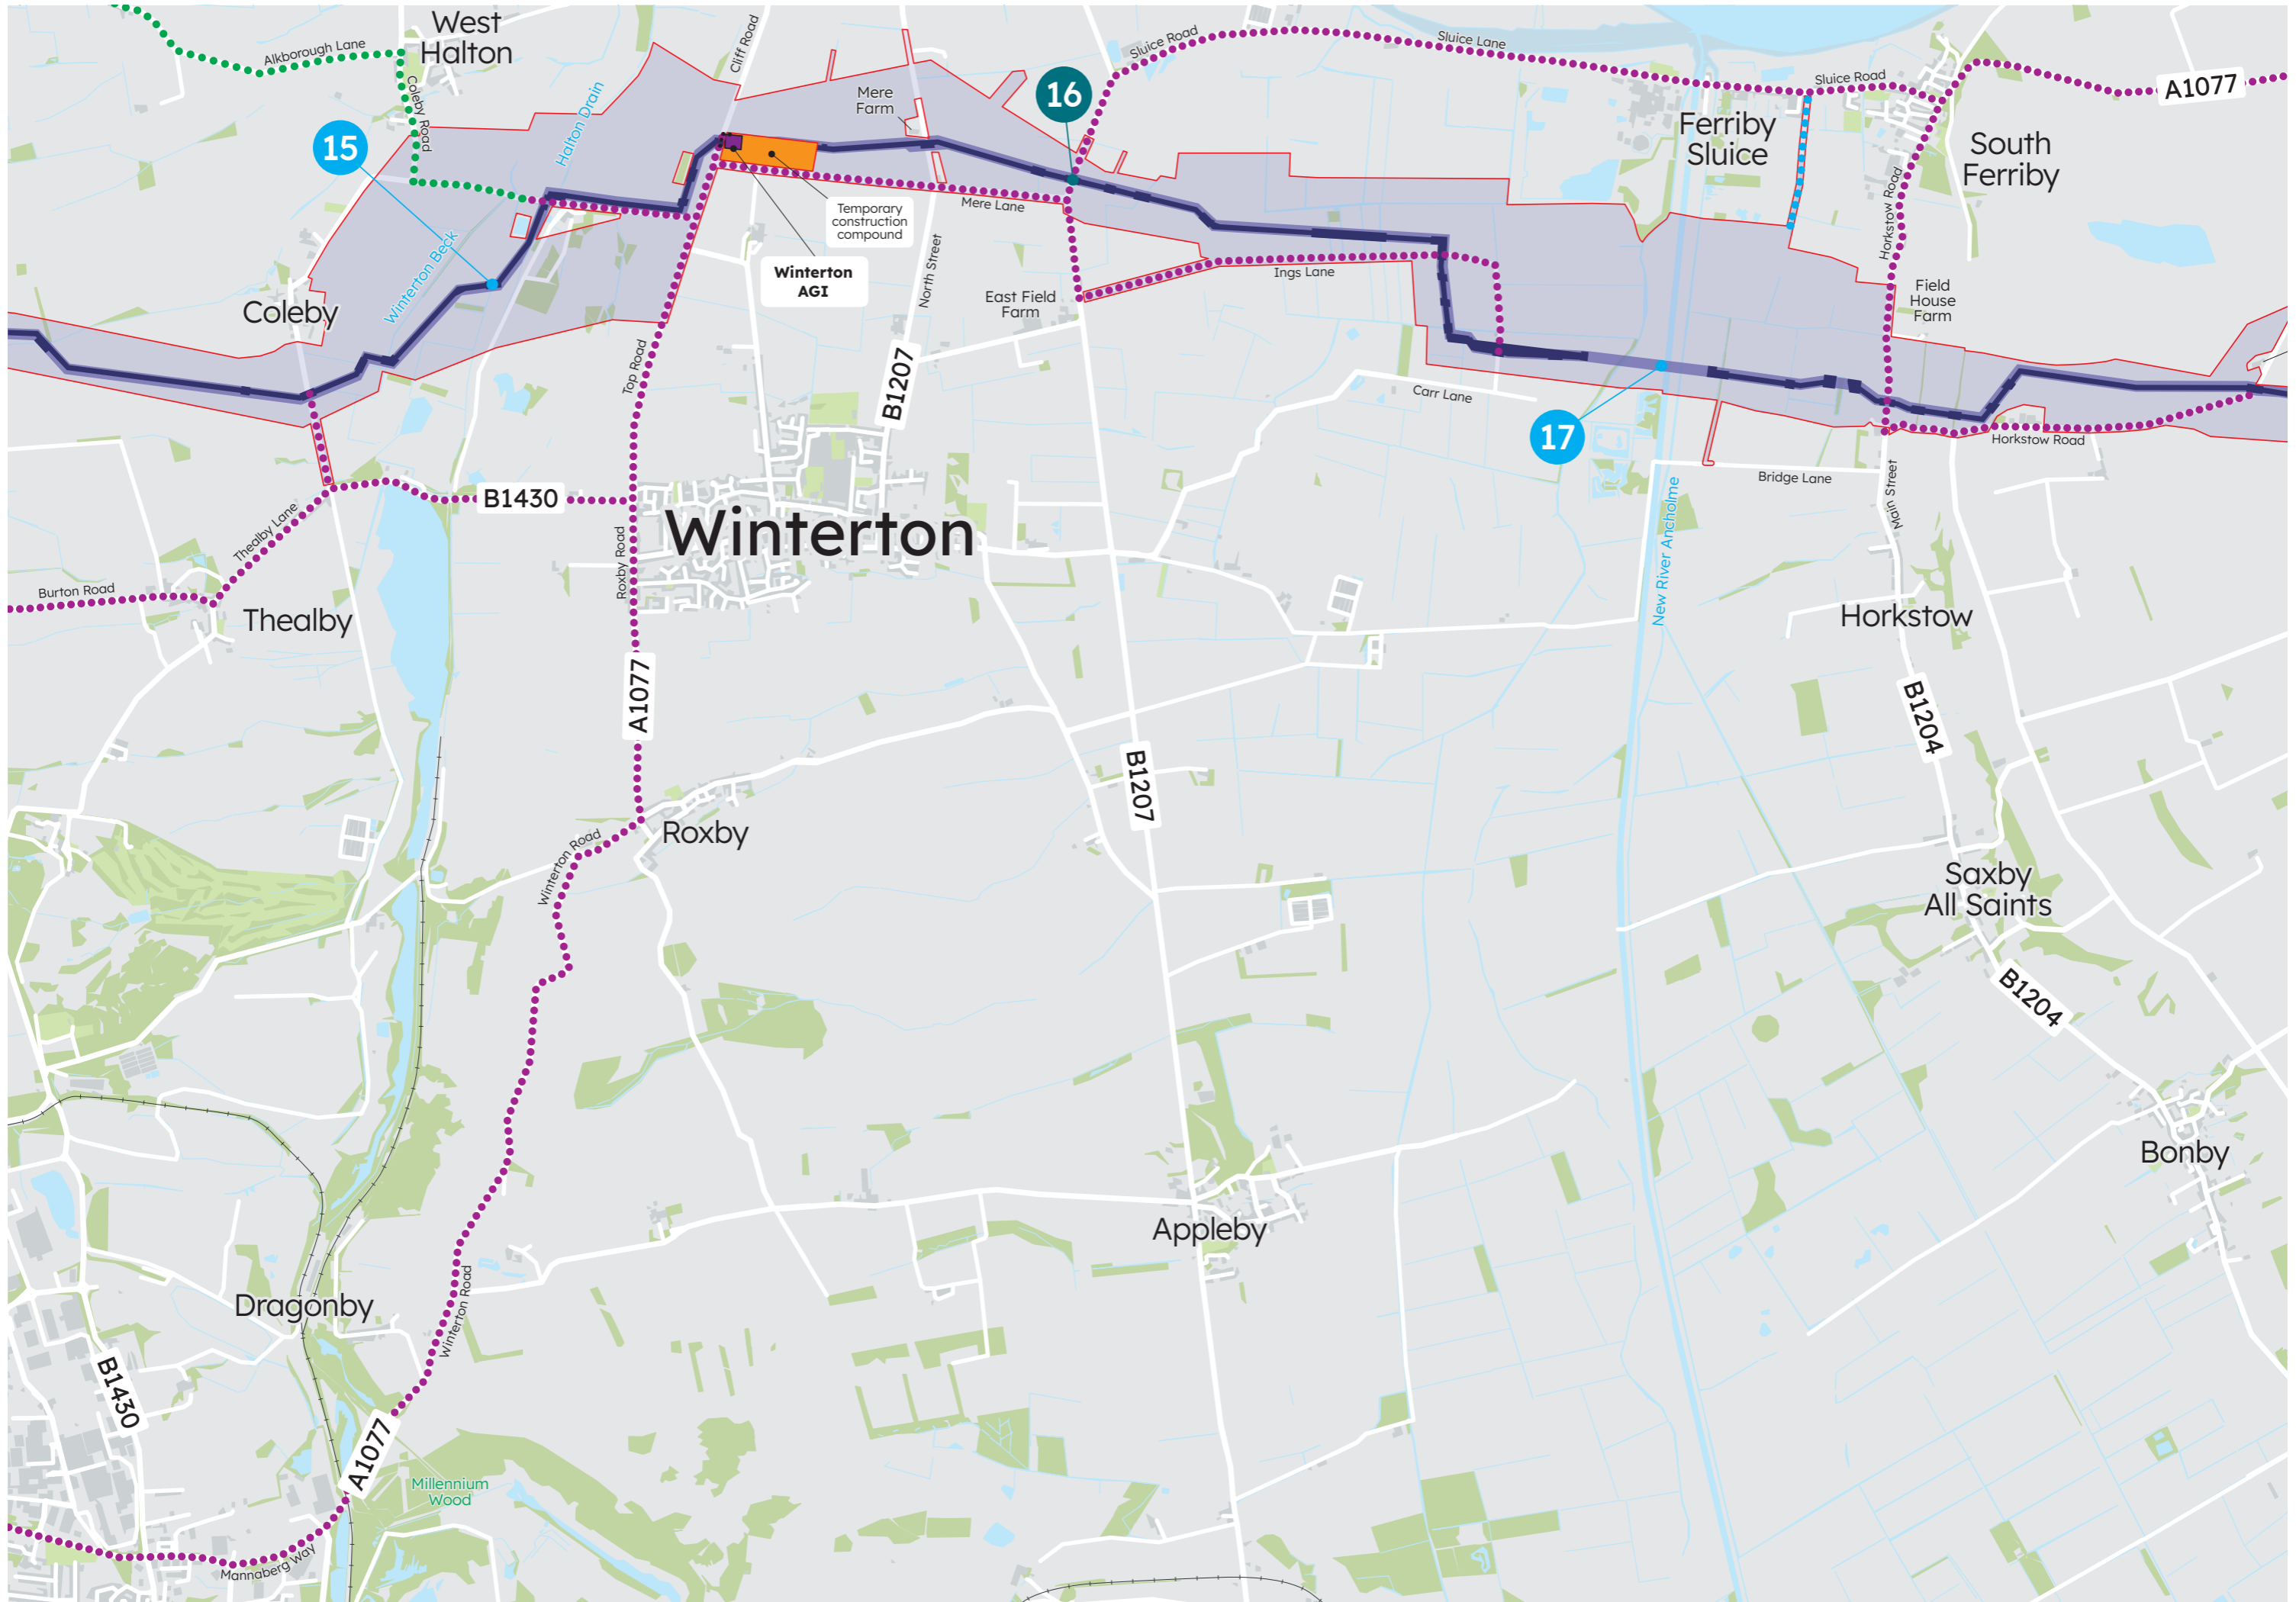 West
Halton
Alkborough Lane
Coleby Road
Halton Drain
Cliff Road
Mere
Farm
16
Sluice Road
Sluice Lane
Sluice Road
A1077
Ferriby
Sluice
South
Ferriby
15
Winterton Beck
Coleby
Temporary
construction
compound
Winterton
AGI
Mere Lane
North Street
Ings Lane
East Field
Farm
Horkstow Road
Field
House
Farm
Top Road
B1207
Carr Lane
17
Horkstow Road
Bridge Lane
Main Street
B1430
Thealby Lane
Winterton
Roxby Road
New River Ancholme
Burton Road
Thealby
Horkstow
A1077
B1204
B1207
Roxby
Winterton Road
Saxby
All Saints
B1204
Bonby
Appleby
Dragonby
Winterton Road
B1430
A1077
Millennium
Wood
Mannaberg Way